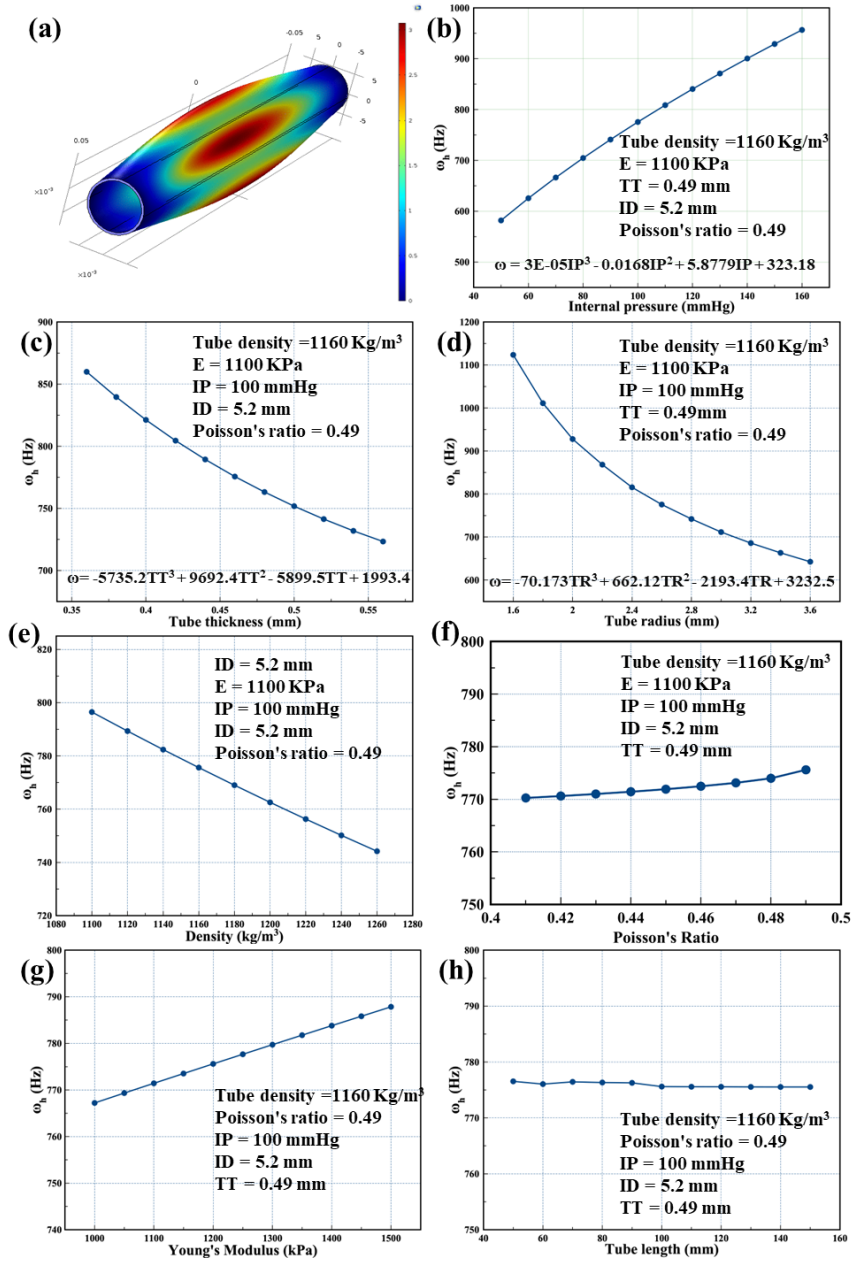 (a)
-0.05
0
5
0
-5
0
0.05
×10⁻³
×10⁻³
5
0
-5
3
2.5
2
1.5
1
0.5
0
(b)
1000
900
800
700
600
500
ω_h (Hz)
Tube density =1160 Kg/m³
E = 1100 KPa
TT = 0.49 mm
ID = 5.2 mm
Poisson's ratio = 0.49
ω = 3E-05IP³ - 0.0168IP² + 5.8779IP + 323.18
40 60 80 100 120 140 160
Internal pressure (mmHg)
(c)
900
850
800
750
700
ω_h (Hz)
Tube density =1160 Kg/m³
E = 1100 KPa
IP = 100 mmHg
ID = 5.2 mm
Poisson's ratio = 0.49
ω= -5735.2TT³ + 9692.4TT² - 5899.5TT + 1993.4
0.35 0.4 0.45 0.5 0.55
Tube thickness (mm)
(d)
1200
1100
1000
900
800
700
600
ω_h (Hz)
Tube density =1160 Kg/m³
E = 1100 KPa
IP = 100 mmHg
TT = 0.49mm
Poisson's ratio = 0.49
ω= -70.173TR³ + 662.12TR² - 2193.4TR + 3232.5
1.6 2 2.4 2.8 3.2 3.6
Tube radius (mm)
(e)
820
800
780
760
740
720
ω_h (Hz)
ID = 5.2 mm
E = 1100 KPa
IP = 100 mmHg
ID = 5.2 mm
Poisson's ratio = 0.49
1080 1100 1120 1140 1160 1180 1200 1220 1240 1260 1280
Density (kg/m³)
(f)
800
775
770
760
750
ω_h (Hz)
Tube density =1160 Kg/m³
E = 1100 KPa
IP = 100 mmHg
ID = 5.2 mm
TT = 0.49 mm
0.4 0.42 0.44 0.46 0.48 0.5
Poisson's Ratio
(g)
800
790
780
770
760
750
740
ω_h (Hz)
Tube density =1160 Kg/m³
Poisson's ratio = 0.49
IP = 100 mmHg
ID = 5.2 mm
TT = 0.49 mm
1000 1100 1200 1300 1400 1500
Young's Modulus (kPa)
(h)
800
790
780
775
770
760
750
ω_h (Hz)
Tube density =1160 Kg/m³
Poisson's ratio = 0.49
IP = 100 mmHg
ID = 5.2 mm
TT = 0.49 mm
40 60 80 100 120 140 160
Tube length (mm)